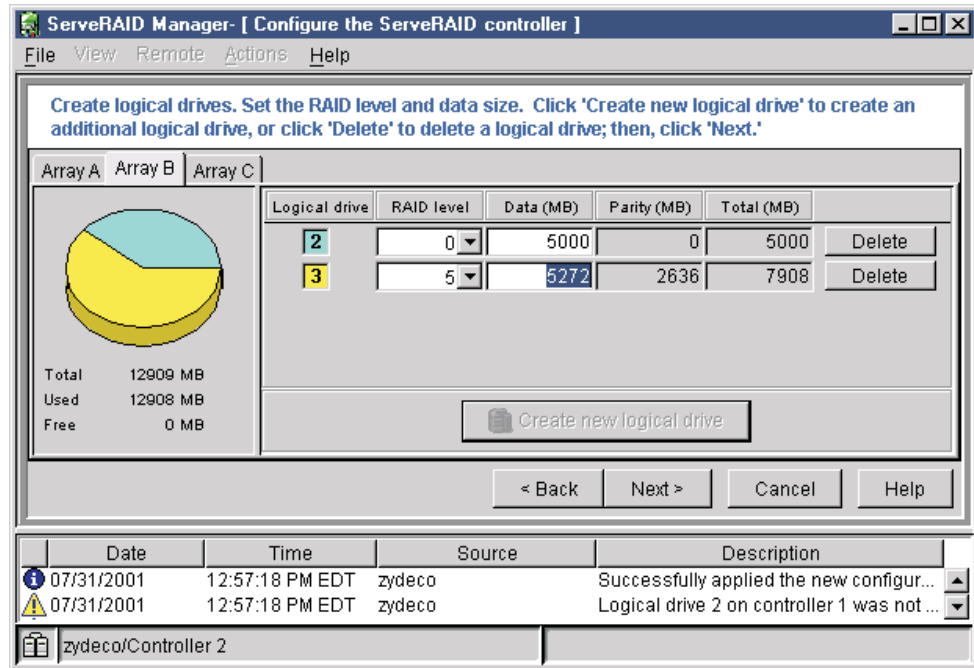 ServeRAID Manager- [ Configure the ServeRAID controller ]
File View Remote Actions Help
Create logical drives. Set the RAID level and data size. Click 'Create new logical drive' to create an
additional logical drive, or click 'Delete' to delete a logical drive; then, click 'Next.'
Array A Array B Array C
Logical drive RAID level Data (MB) Parity (MB) Total (MB)
2 0 5000 0 5000 Delete
3 5 5272 2636 7908 Delete
Total 12909 MB
Used 12908 MB
Free 0 MB
Create new logical drive
< Back Next > Cancel Help
Date Time Source Description
07/31/2001 12:57:18 PM EDT zydeco Successfully applied the new configur...
07/31/2001 12:57:18 PM EDT zydeco Logical drive 2 on controller 1 was not ...
zydeco/Controller 2